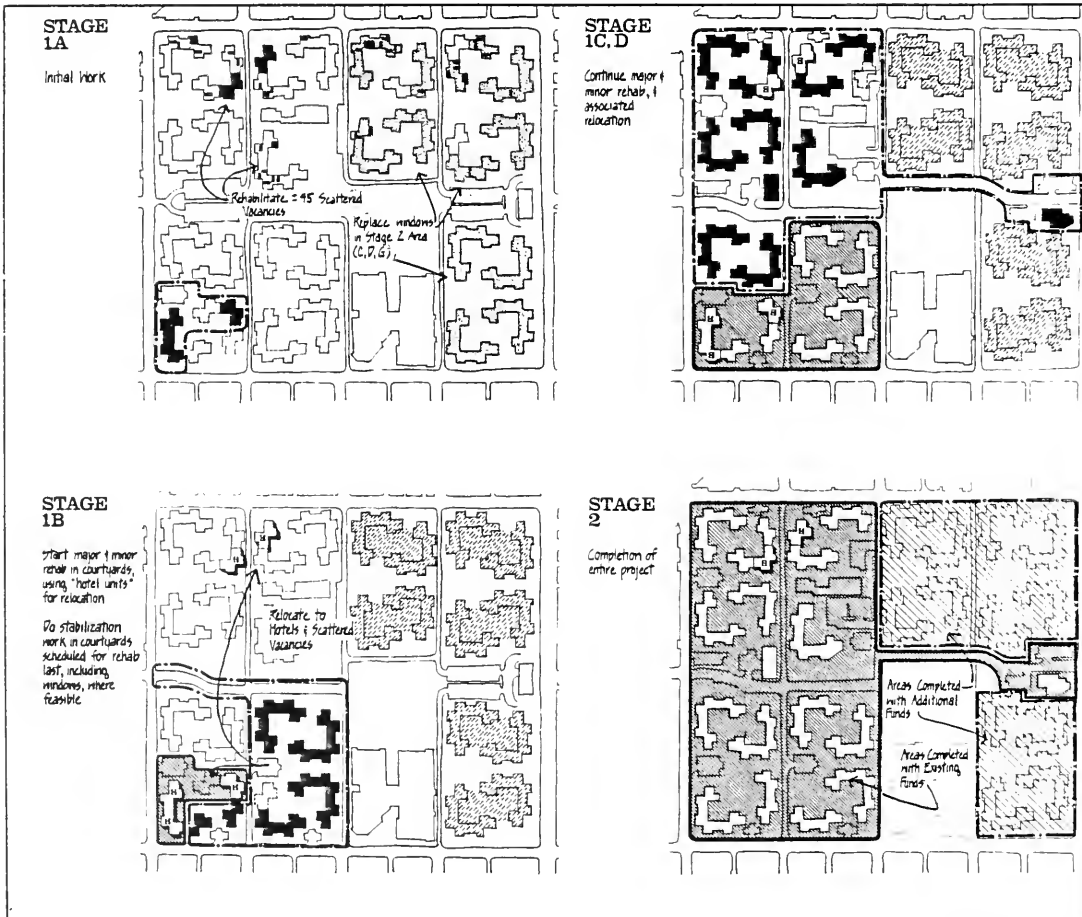 STAGE
1A
Initial Work
Rehabilitate ≈ 45 Scattered
Vacancies
Replace windows
in Stage 2 Area
(C,D,G)
STAGE
1C,D
Continue major &
minor rehab, &
associated
relocation
H
H
H
H
H
STAGE
1B
Start major & minor
rehab in courtyards,
using "hotel units"
for relocation
Do stabilization
work in courtyards
scheduled for rehab
last, including
windows, where
feasible
H
H
Relocate to
Hotels & Scattered
Vacancies
H
H
H
STAGE
2
Completion of
entire project
H
H
Areas Completed
with Additional
Funds
Areas Completed
with Existing
Funds